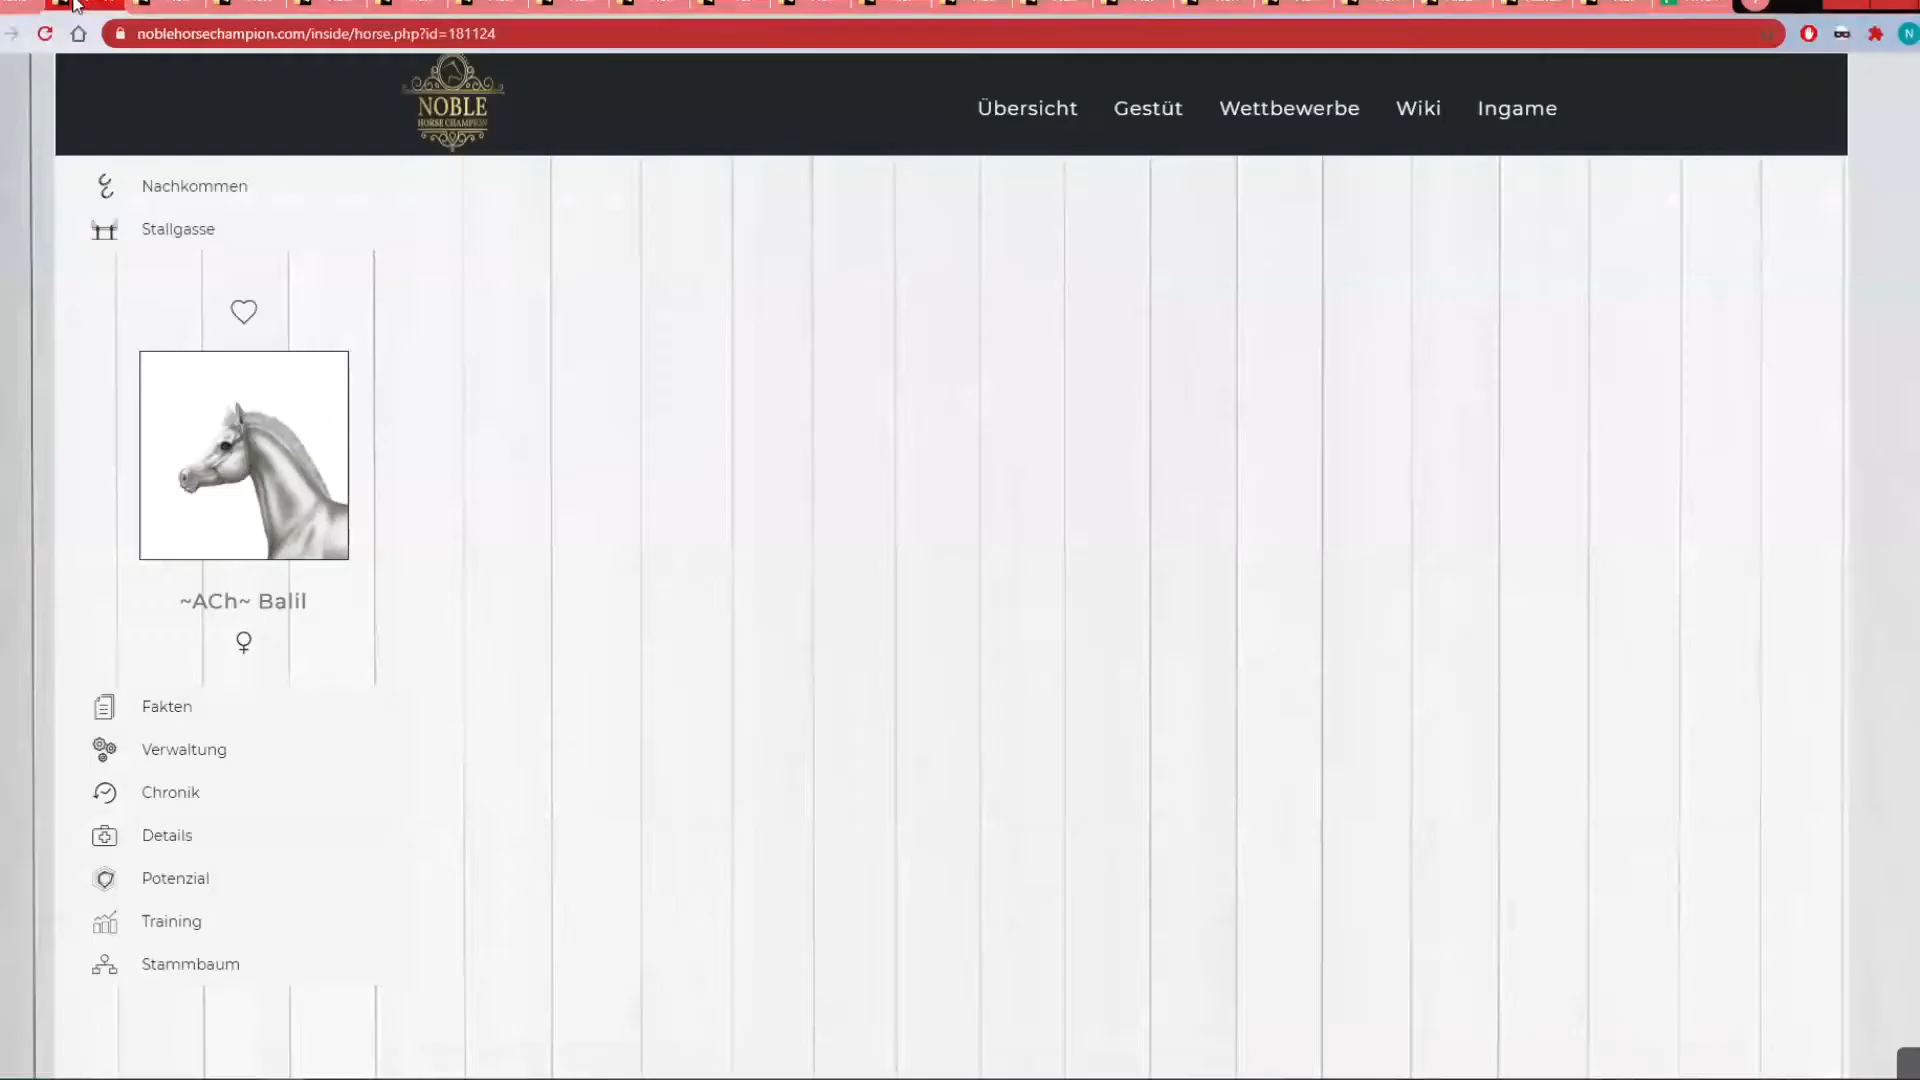 noblehorsechampion.com/inside/horse.php?id=181124
N
NOBLE
HORSE CHAMPION
Übersicht Gestüt Wettbewerbe Wiki Ingame
Nachkommen
Stallgasse
~ACh~ Balil
Fakten
Verwaltung
Chronik
Details
Potenzial
Training
Stammbaum